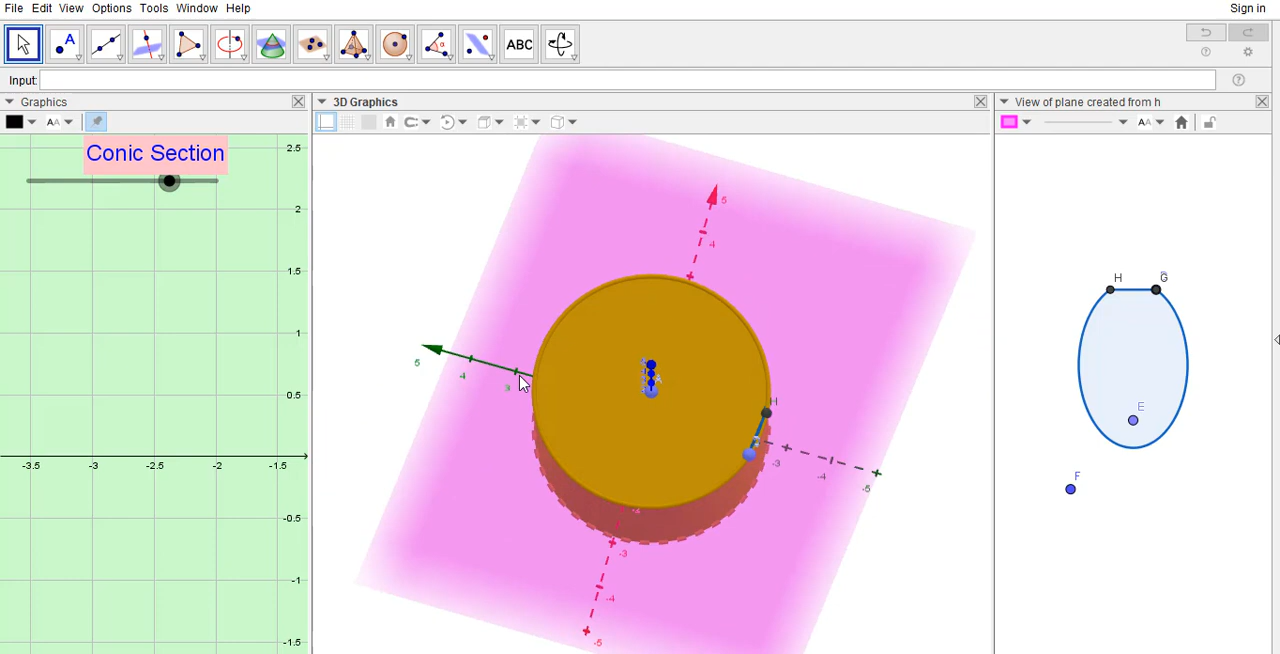 File Edit View Options Tools Window Help Sign in
ABC
Input:
Graphics 3D Graphics View of plane created from h
AA AA
Conic Section
2.5
2
1.5
1
0.5
-3.5 -3 -2.5 -2 -1.5
-0.5
-1
-1.5
5
4
5 4 3
H
-3 -4 -5
-3
-4
-5
H G
E
F